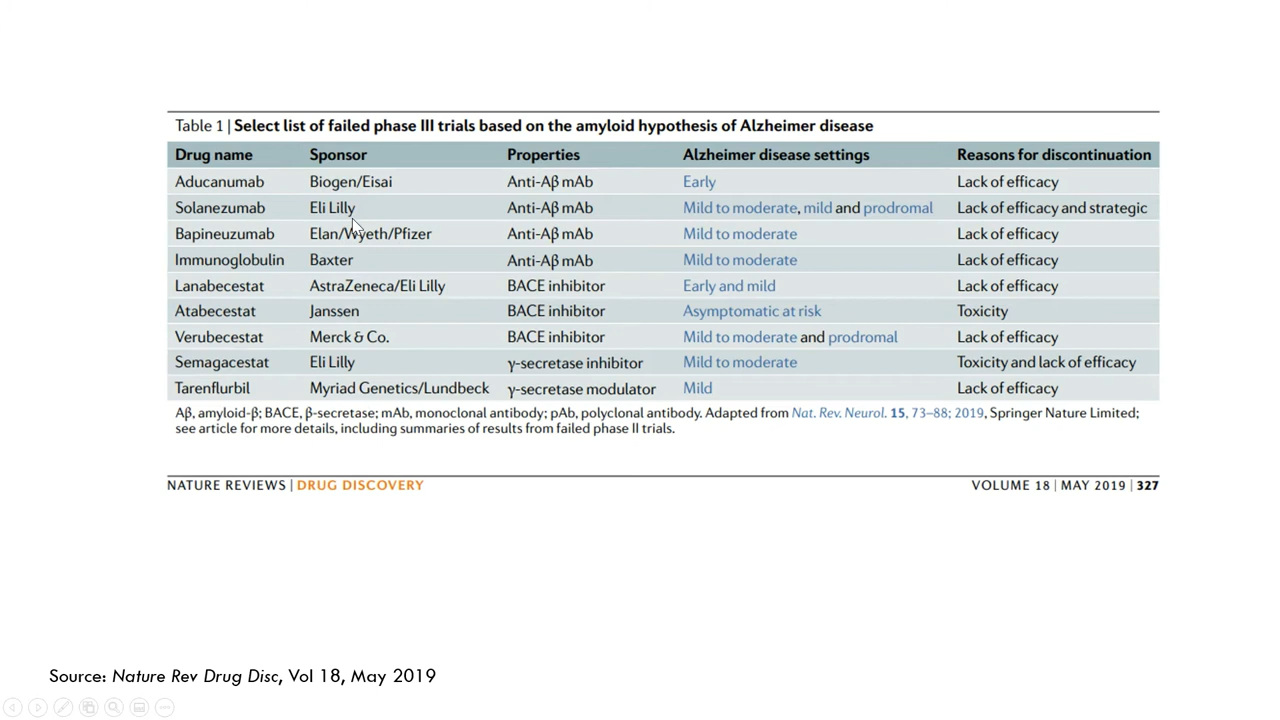 Table 1 | Select list of failed phase III trials based on the amyloid hypothesis of Alzheimer disease
Drug name Sponsor Properties Alzheimer disease settings Reasons for discontinuation
Aducanumab Biogen/Eisai Anti-Aβ mAb Early Lack of efficacy
Solanezumab Eli Lilly Anti-Aβ mAb Mild to moderate, mild and prodromal Lack of efficacy and strategic
Bapineuzumab Elan/Wyeth/Pfizer Anti-Aβ mAb Mild to moderate Lack of efficacy
Immunoglobulin Baxter Anti-Aβ mAb Mild to moderate Lack of efficacy
Lanabecestat AstraZeneca/Eli Lilly BACE inhibitor Early and mild Lack of efficacy
Atabecestat Janssen BACE inhibitor Asymptomatic at risk Toxicity
Verubecestat Merck & Co. BACE inhibitor Mild to moderate and prodromal Lack of efficacy
Semagacestat Eli Lilly γ-secretase inhibitor Mild to moderate Toxicity and lack of efficacy
Tarenflurbil Myriad Genetics/Lundbeck γ-secretase modulator Mild Lack of efficacy
Aβ, amyloid-β; BACE, β-secretase; mAb, monoclonal antibody; pAb, polyclonal antibody. Adapted from Nat. Rev. Neurol. 15, 73–88; 2019, Springer Nature Limited;
see article for more details, including summaries of results from failed phase II trials.
NATURE REVIEWS | DRUG DISCOVERY VOLUME 18 | MAY 2019 | 327
Source: Nature Rev Drug Disc, Vol 18, May 2019